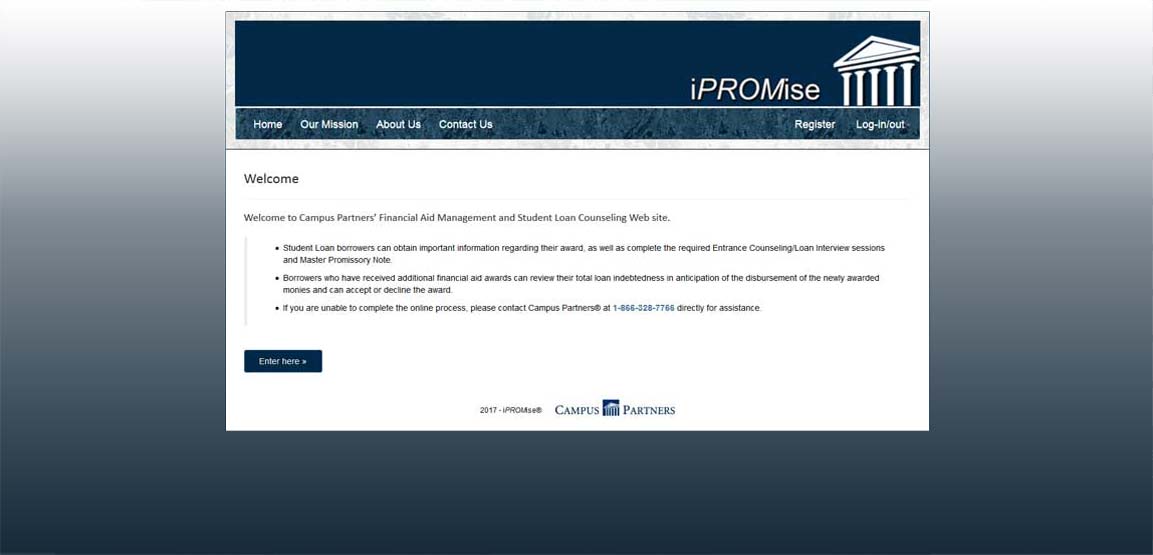 iPROMise
Home Our Mission About Us Contact Us Register Log-in/out
Welcome
Welcome to Campus Partners' Financial Aid Management and Student Loan Counseling Web site.
• Student Loan borrowers can obtain important information regarding their award, as well as complete the required Entrance Counseling/Loan Interview sessions
and Master Promissory Note.
• Borrowers who have received additional financial aid awards can review their total loan indebtedness in anticipation of the disbursement of the newly awarded
monies and can accept or decline the award.
• If you are unable to complete the online process, please contact Campus Partners® at 1-866-328-7766 directly for assistance.
Enter here »
2017 - iPROMise® CAMPUS PARTNERS